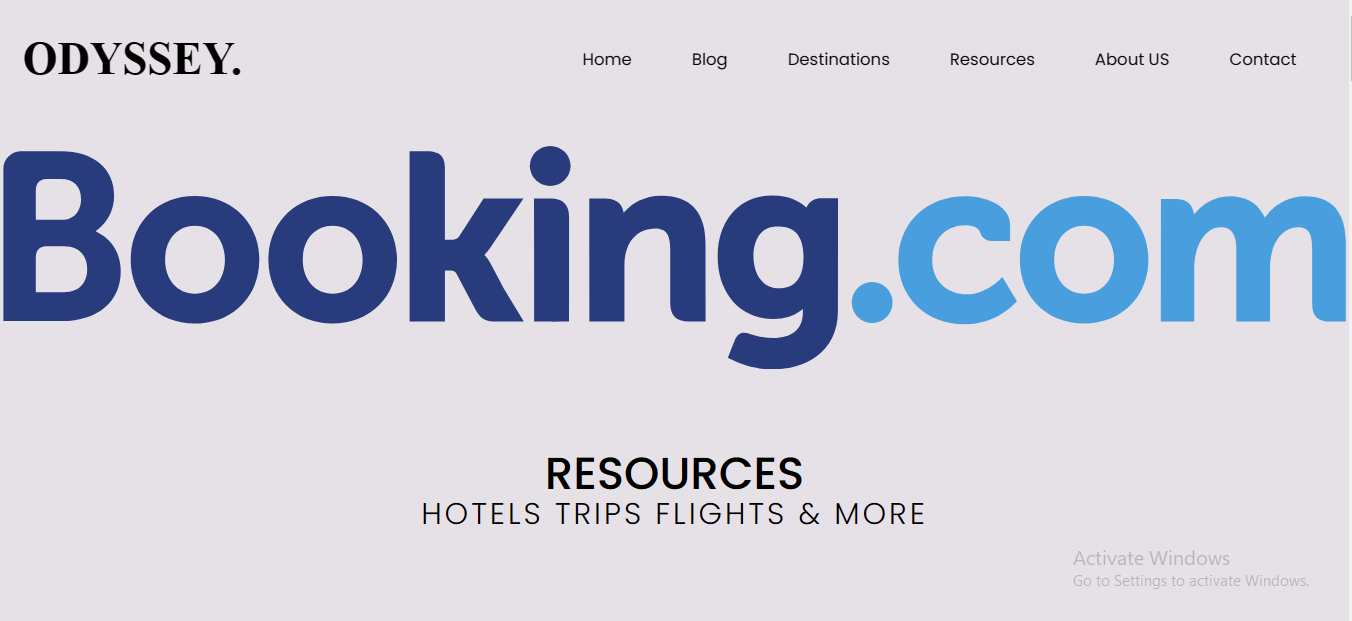 ODYSSEY.
Home Blog Destinations Resources About US Contact
Booking.com
RESOURCES
HOTELS TRIPS FLIGHTS & MORE
Activate Windows
Go to Settings to activate Windows.